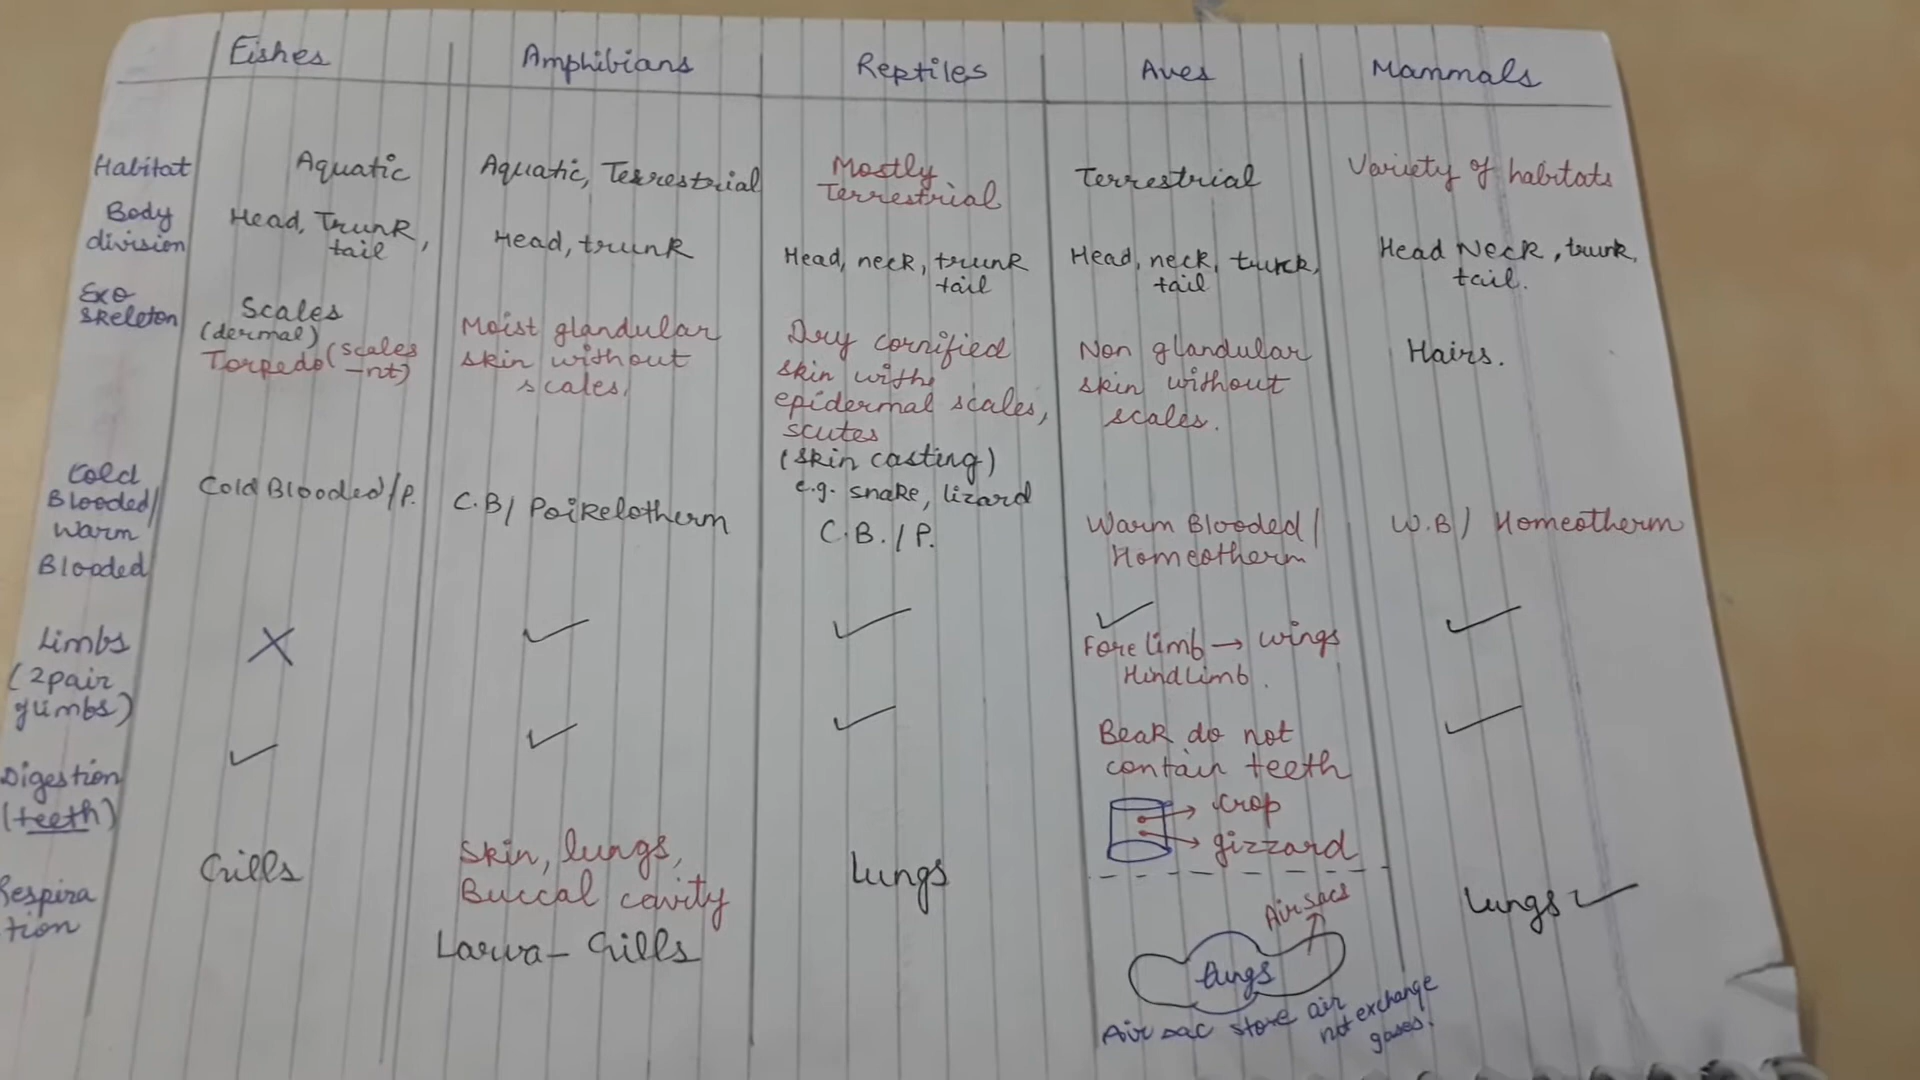 Fishes Amphibians Reptiles Aves Mammals
Habitat Aquatic Aquatic, Terrestrial Mostly Terrestrial Terrestrial Variety of habitats
Body division Head, Trunk, tail Head, trunk Head, neck, trunk tail Head, neck, trunk, tail Head Neck, trunk, tail.
Exo skeleton Scales (dermal) Torpedo (scales -nt) Moist glandular skin without scales, Dry cornified skin with epidermal scales, scutes (skin casting) e.g. snake, lizard Non glandular skin without scales. Hairs.
Cold Blooded/ Warm Blooded Cold Blooded/P. C.B/ Poikelotherm C.B./P. Warm Blooded/ Homeotherm W.B/ Homeotherm
Limbs (2pair limbs) X ✓ ✓ ✓ Fore limb → wings Hind limb. ✓
Digestion (teeth) ✓ ✓ ✓ Beak do not contain teeth ✓
crop
gizzard
Respira tion Gills Skin, lungs, Buccal cavity Lungs Air sacs Lungs ✓
Larva - Gills
lungs
Air sac store air not exchange gases.